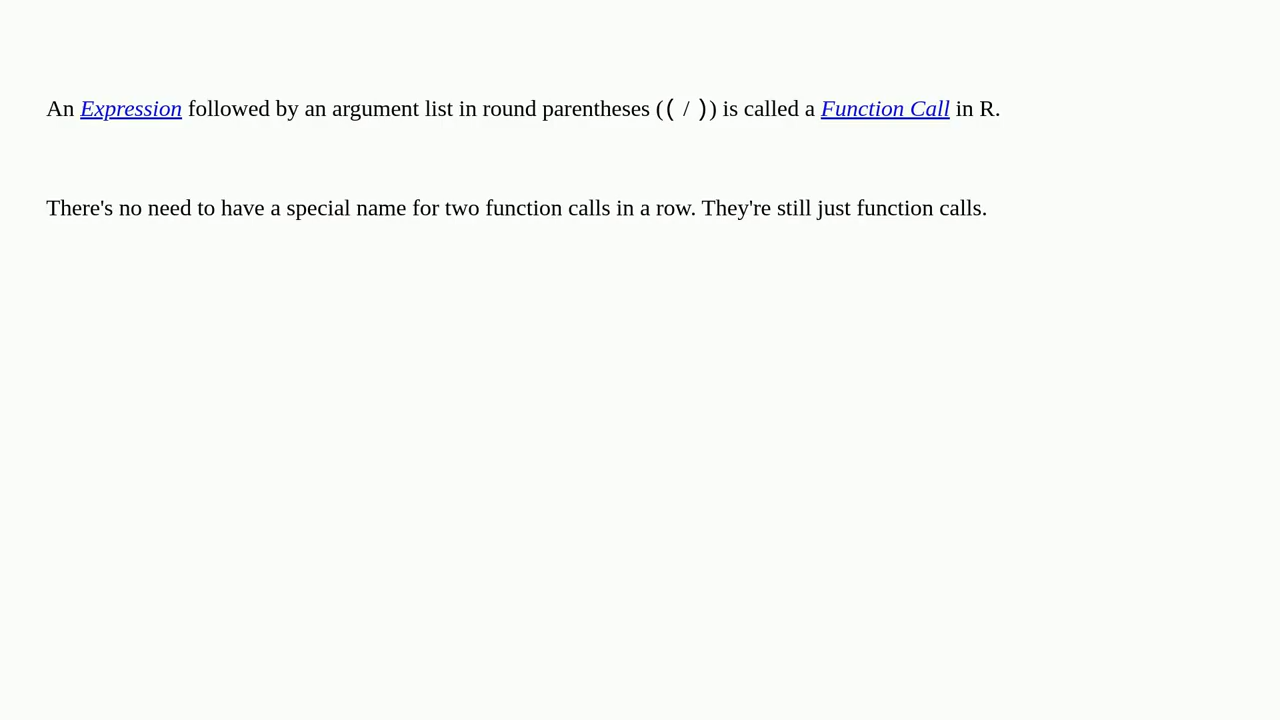 An Expression followed by an argument list in round parentheses (( / )) is called a Function Call in R.
There's no need to have a special name for two function calls in a row. They're still just function calls.